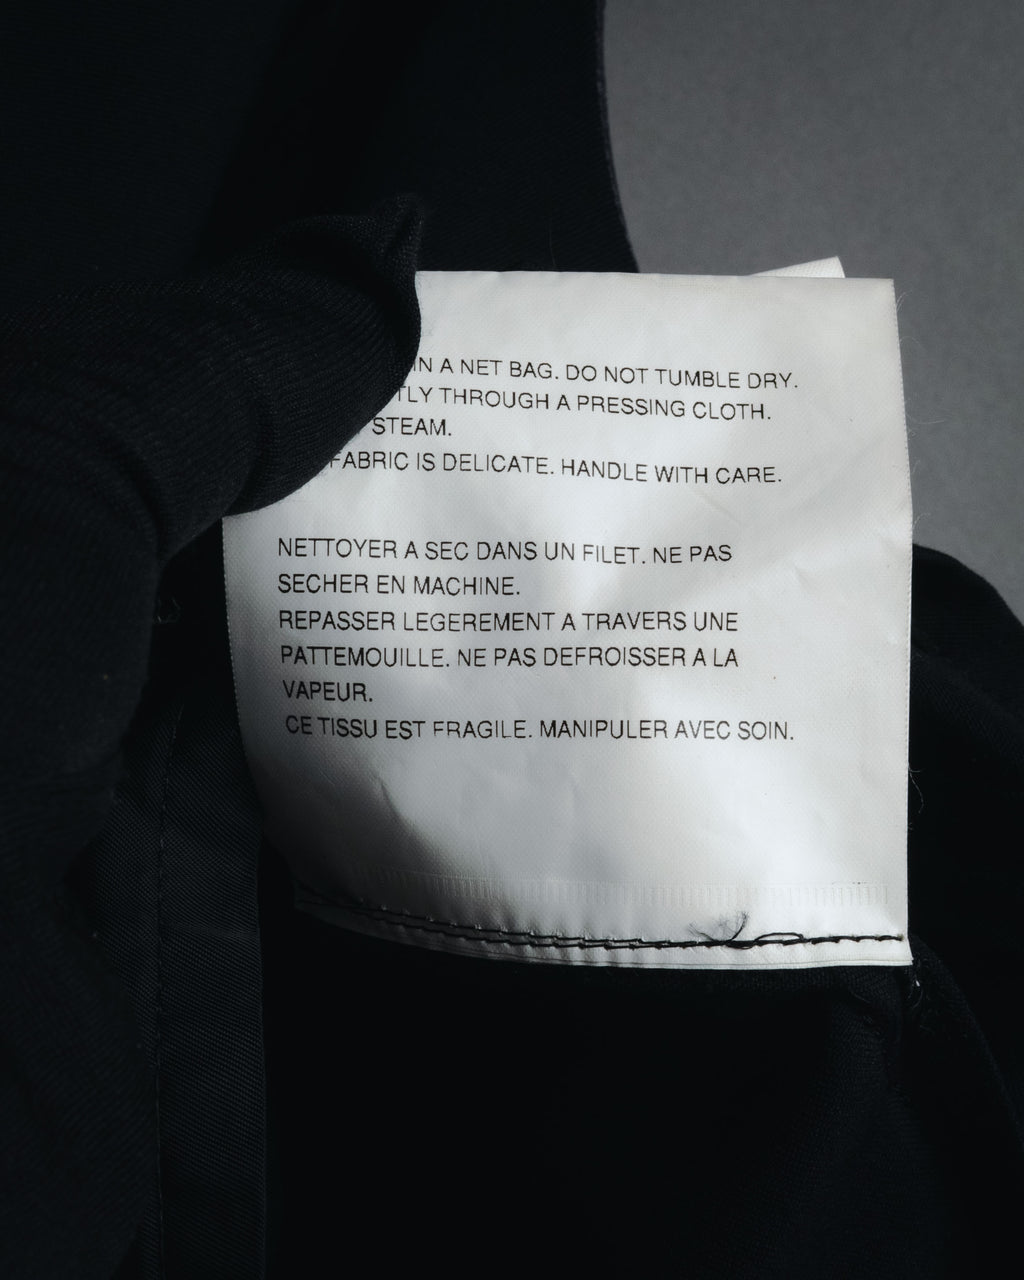 IN A NET BAG. DO NOT TUMBLE DRY.
THROUGH A PRESSING CLOTH.
STEAM.
FABRIC IS DELICATE. HANDLE WITH CARE.
NETTOYER A SEC DANS UN FILET. NE PAS
SECHER EN MACHINE.
REPASSER LEGEREMENT A TRAVERS UNE
PATTEMOUILLE. NE PAS DEFROISSER A LA
VAPEUR.
CE TISSU EST FRAGILE. MANIPULER AVEC SOIN.